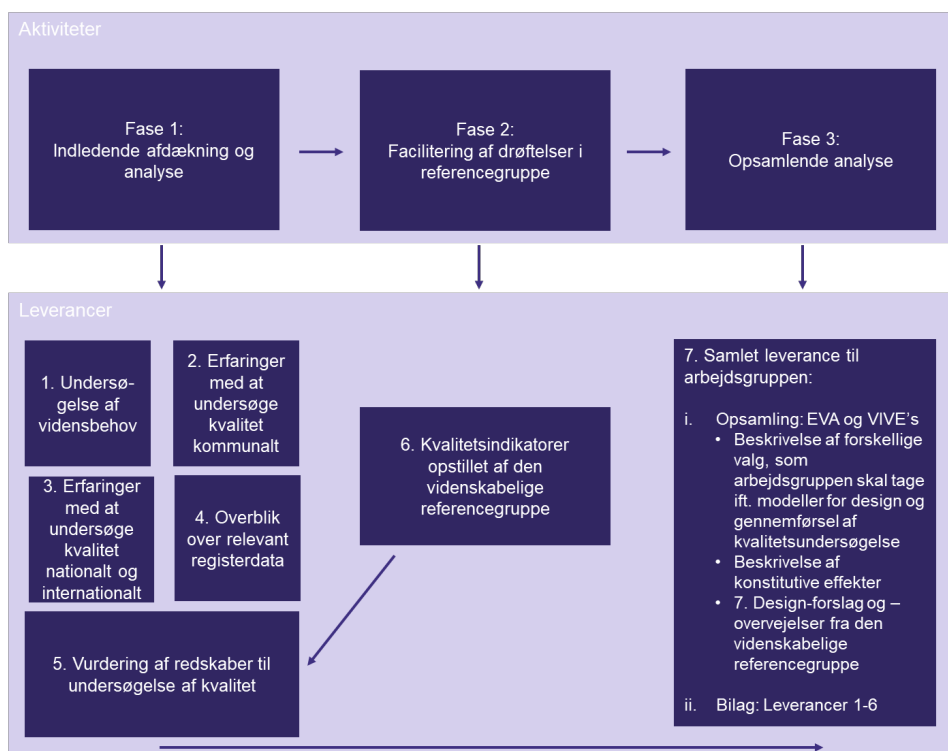 Aktiviteter
Fase 1:
Indledende afdækning og
analyse
Fase 2:
Facilitering af drøftelser i
referencegruppe
Fase 3:
Opsamlende analyse
Leverancer
1. Undersø-
gelse af
vidensbehov
2. Erfaringer
med at
undersøge
kvalitet
kommunalt
3. Erfaringer
med at
undersøge
kvalitet
nationalt og
internationalt
4. Overblik
over relevant
registerdata
5. Vurdering af redskaber til
undersøgelse af kvalitet
6. Kvalitetsindikatorer
opstillet af den
videnskabelige
referencegruppe
7. Samlet leverance til
arbejdsgruppen:
i. Opsamling: EVA og VIVE's
• Beskrivelse af forskellige
valg, som
arbejdsgruppen skal tage
ift. modeller for design og
gennemførsel af
kvalitetsundersøgelse
• Beskrivelse af
konstitutive effekter
• 7. Design-forslag og –
overvejelser fra den
videnskabelige
referencegruppe
ii. Bilag: Leverancer 1-6